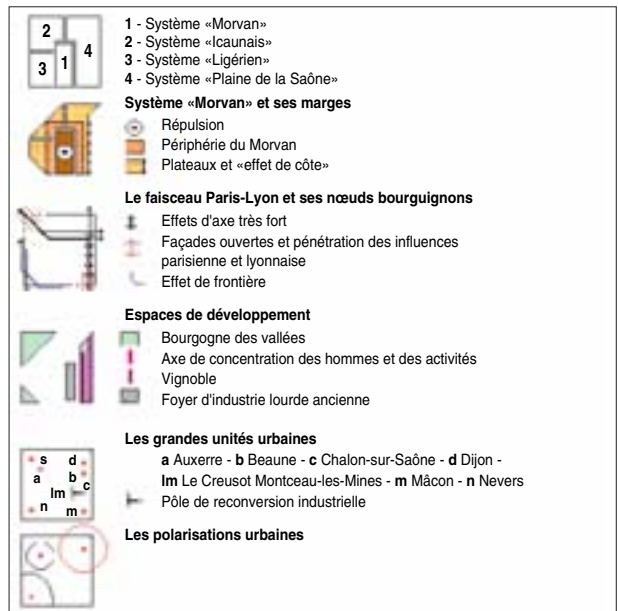 2
4
3 1
1 - Système «Morvan»
2 - Système «Icaunais»
3 - Système «Ligérien»
4 - Système «Plaine de la Saône»
Système «Morvan» et ses marges
Répulsion
Périphérie du Morvan
Plateaux et «effet de côte»
Le faisceau Paris-Lyon et ses nœuds bourguignons
Effets d'axe très fort
Façades ouvertes et pénétration des influences
parisienne et lyonnaise
Effet de frontière
Espaces de développement
Bourgogne des vallées
Axe de concentration des hommes et des activités
Vignoble
Foyer d'industrie lourde ancienne
Les grandes unités urbaines
s d
a b
lm c
n m
a Auxerre - b Beaune - c Chalon-sur-Saône - d Dijon -
lm Le Creusot Montceau-les-Mines - m Mâcon - n Nevers
Pôle de reconversion industrielle
Les polarisations urbaines